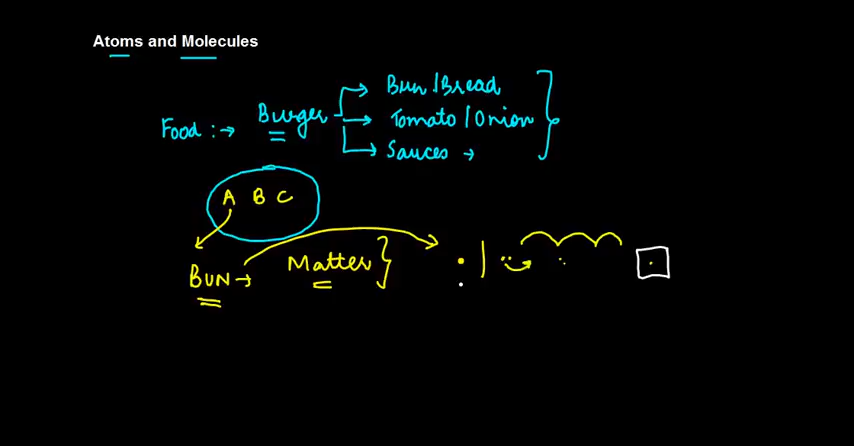 Atoms and Molecules
Bun/Bread
Food :→ Burger → Tomato/Onion
Sauces →
A B C
BUN → Matter